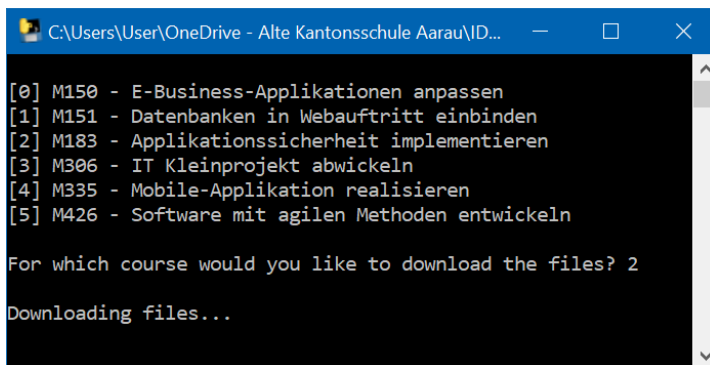 C:\Users\User\OneDrive - Alte Kantonsschule Aarau\ID...
[0] M150 - E-Business-Applikationen anpassen
[1] M151 - Datenbanken in Webauftritt einbinden
[2] M183 - Applikationssicherheit implementieren
[3] M306 - IT Kleinprojekt abwickeln
[4] M335 - Mobile-Applikation realisieren
[5] M426 - Software mit agilen Methoden entwickeln
For which course would you like to download the files? 2
Downloading files...